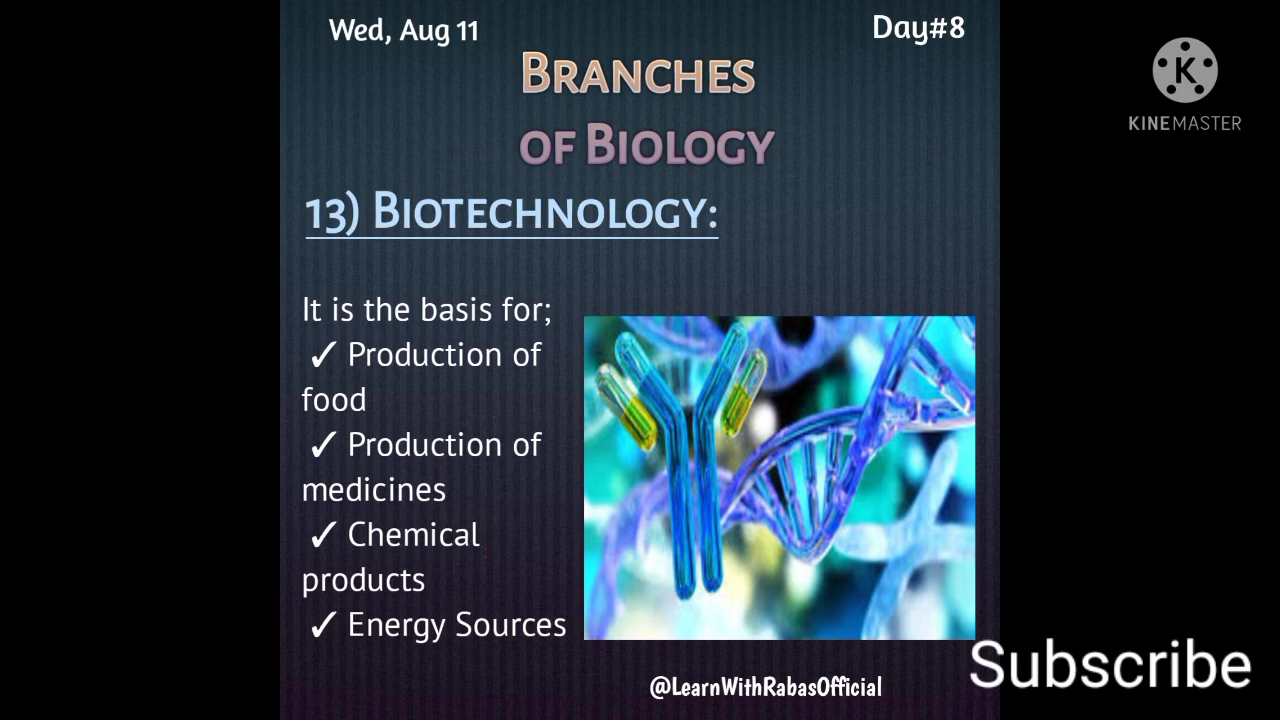 Wed, Aug 11
Day#8
BRANCHES
OF BIOLOGY
13) BIOTECHNOLOGY:
It is the basis for;
✓ Production of
food
✓ Production of
medicines
✓ Chemical
products
✓ Energy Sources
@LearnWithRabasOfficial
Subscribe
K
KINEMASTER